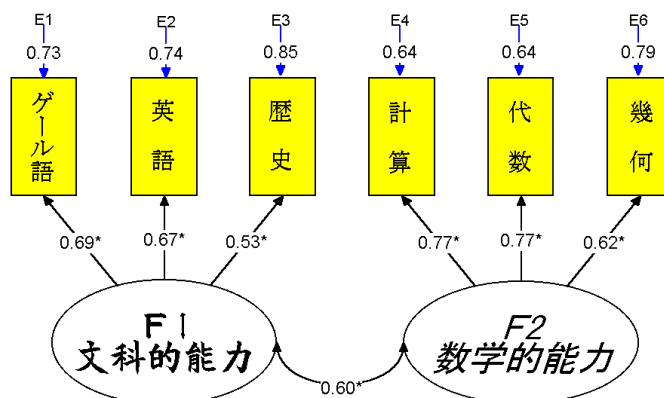 E1 E2 E3 E4 E5 E6
0.73 0.74 0.85 0.64 0.64 0.79
ゲール語 英語 歴史 計算 代数 幾何
0.69* 0.67* 0.53* 0.77* 0.77* 0.62*
F1 F2
文科的能力 数学的能力
0.60*